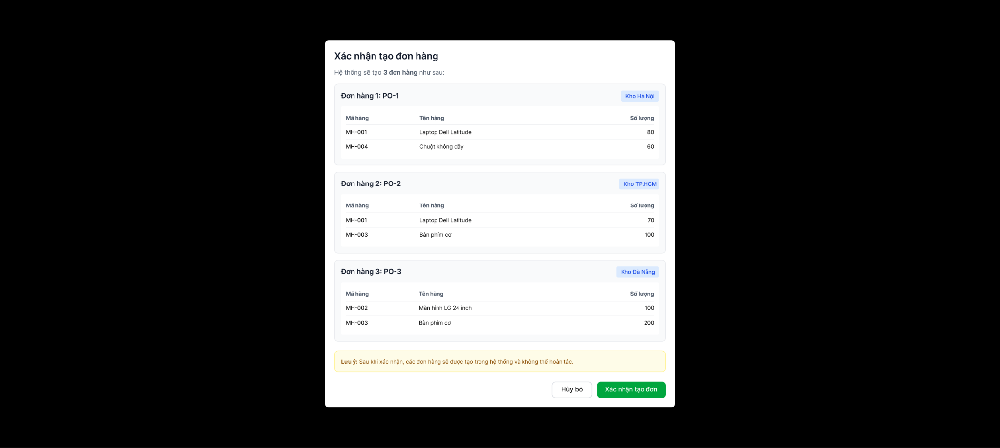 Xác nhận tạo đơn hàng
Hệ thống sẽ tạo 3 đơn hàng như sau:
Đơn hàng 1: PO-1 Kho Hà Nội
Mã hàng Tên hàng Số lượng
MH-001 Laptop Dell Latitude 80
MH-004 Chuột không dây 60
Đơn hàng 2: PO-2 Kho TP.HCM
Mã hàng Tên hàng Số lượng
MH-001 Laptop Dell Latitude 70
MH-003 Bàn phím cơ 100
Đơn hàng 3: PO-3 Kho Đà Nẵng
Mã hàng Tên hàng Số lượng
MH-002 Màn hình LG 24 inch 100
MH-003 Bàn phím cơ 200
Lưu ý: Sau khi xác nhận, các đơn hàng sẽ được tạo trong hệ thống và không thể hoàn tác.
Hủy bỏ Xác nhận tạo đơn